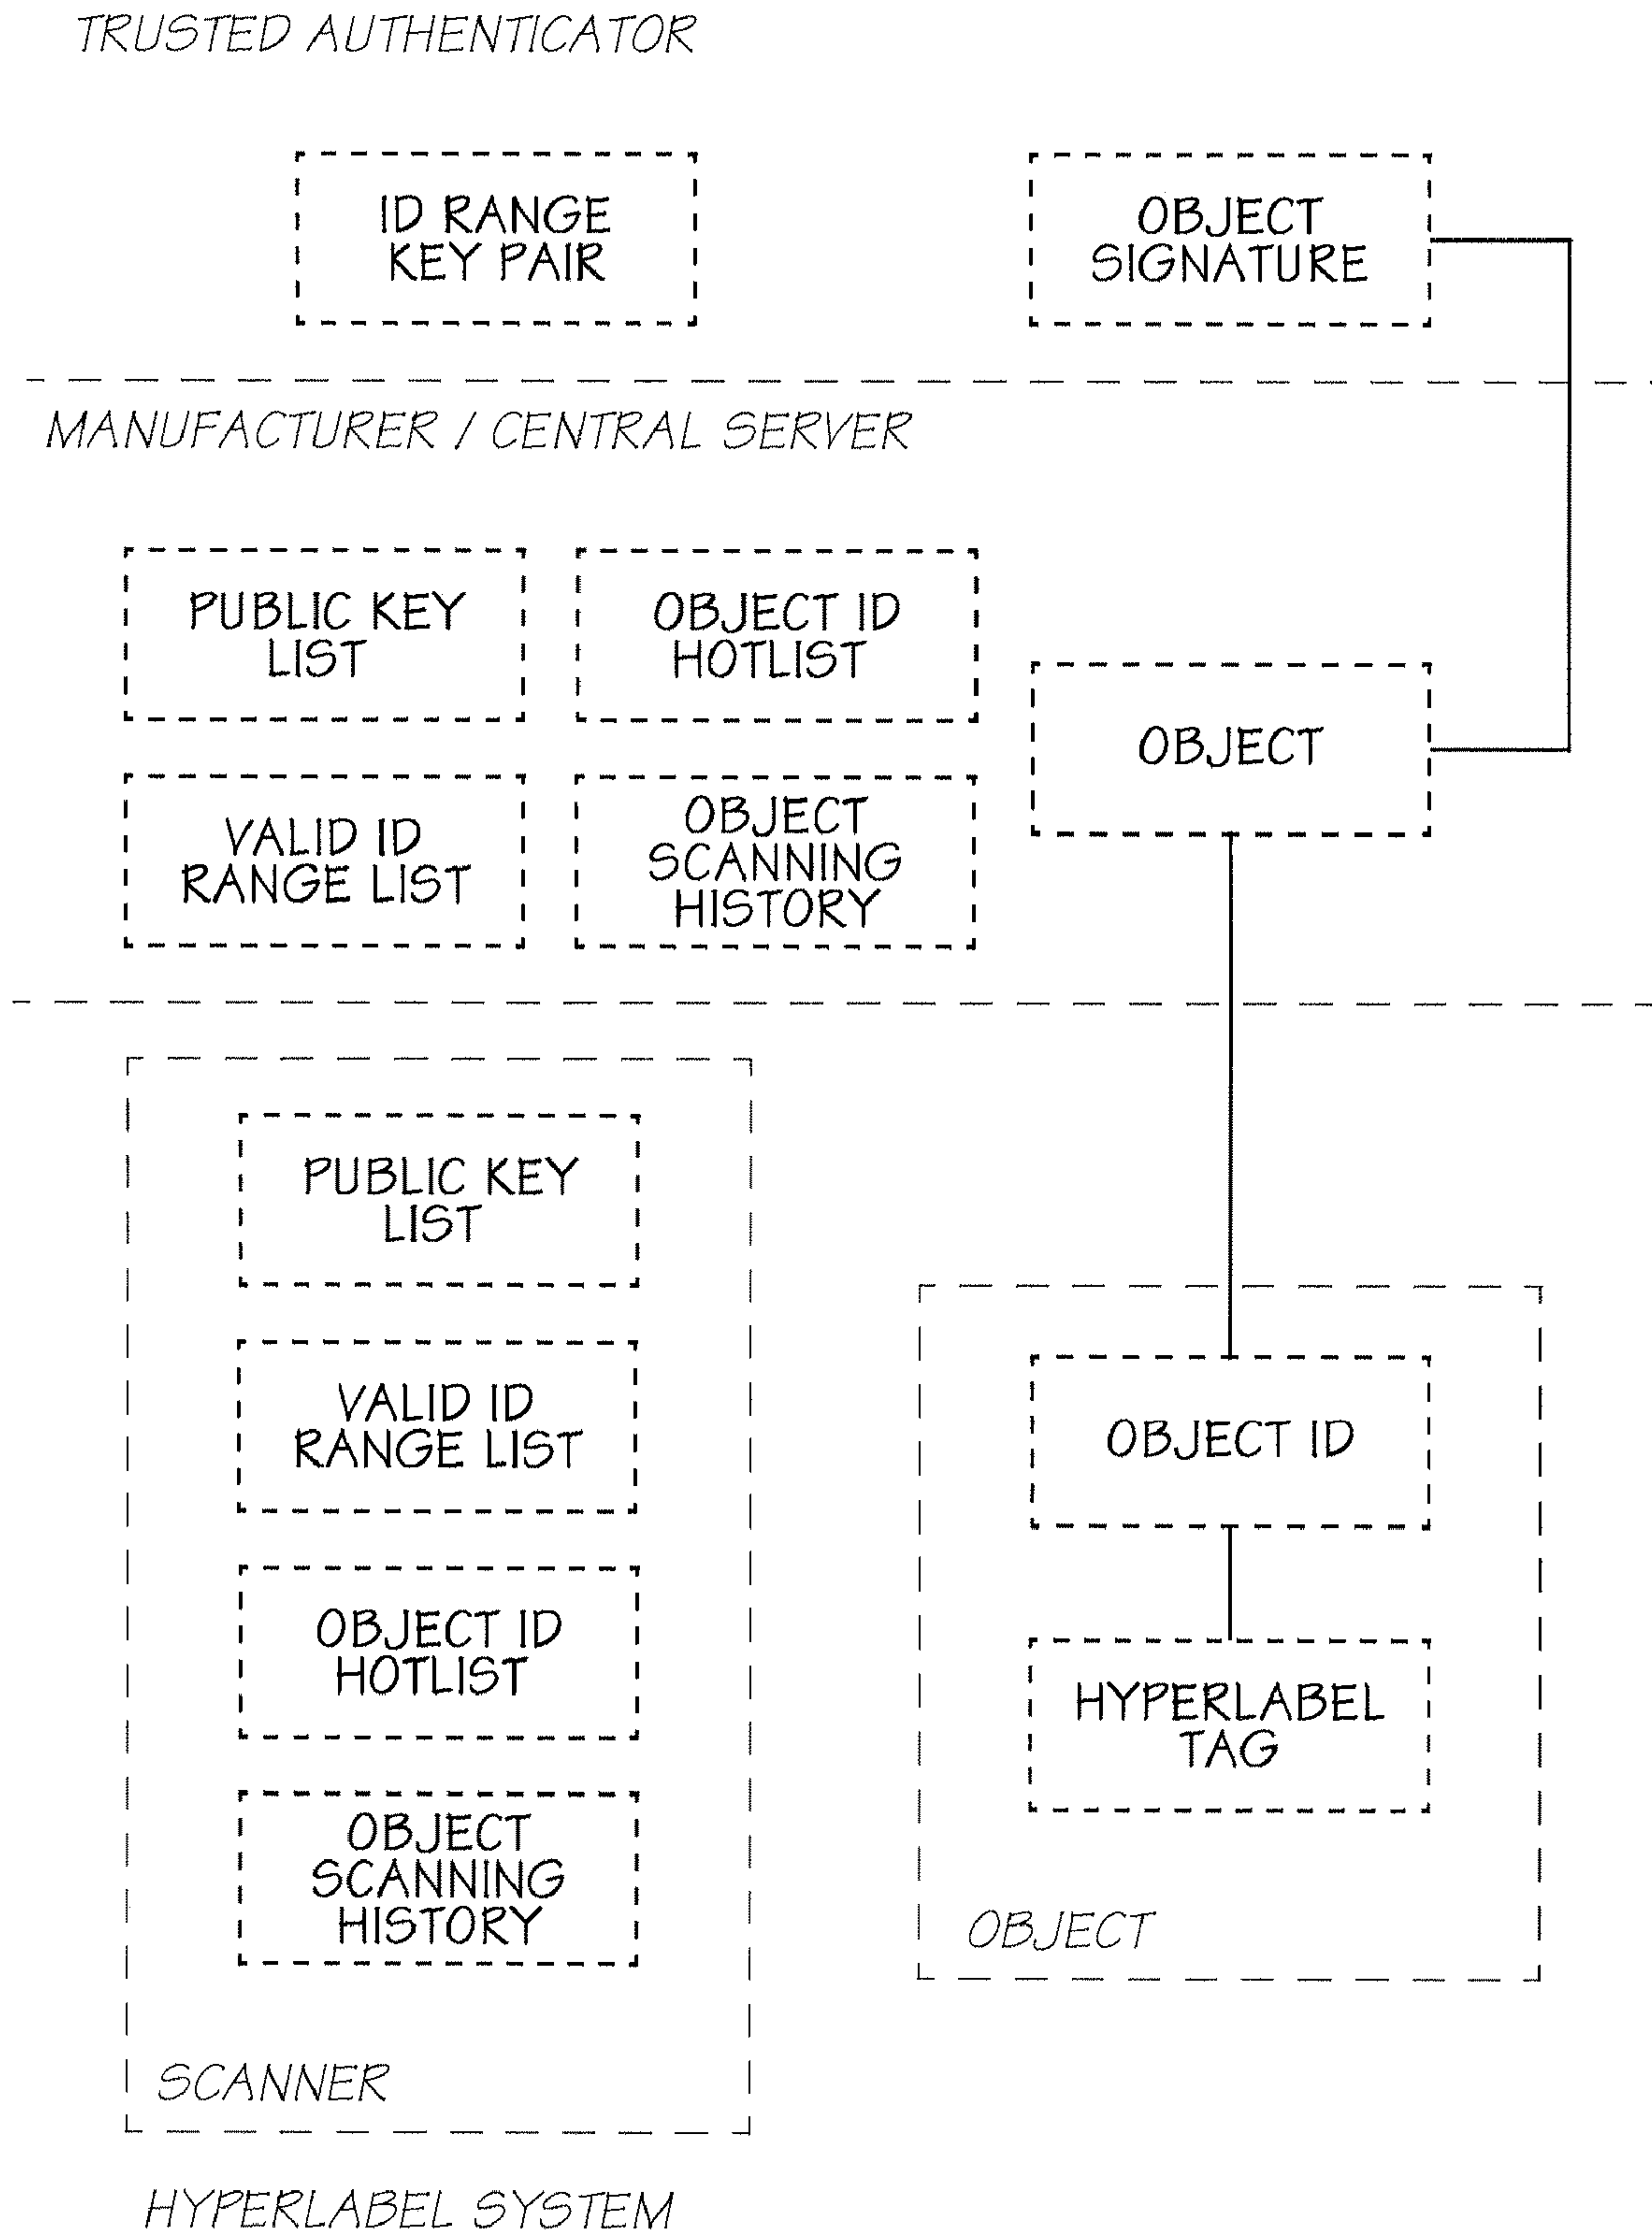 TRUSTED AUTHENTICATOR
ID RANGE
KEY PAIR
OBJECT
SIGNATURE
MANUFACTURER / CENTRAL SERVER
PUBLIC KEY
LIST
OBJECT ID
HOTLIST
OBJECT
VALID ID
RANGE LIST
OBJECT
SCANNING
HISTORY
PUBLIC KEY
LIST
VALID ID
RANGE LIST
OBJECT ID
HOTLIST
OBJECT
SCANNING
HISTORY
SCANNER
OBJECT ID
HYPERLABEL
TAG
OBJECT
HYPERLABEL SYSTEM